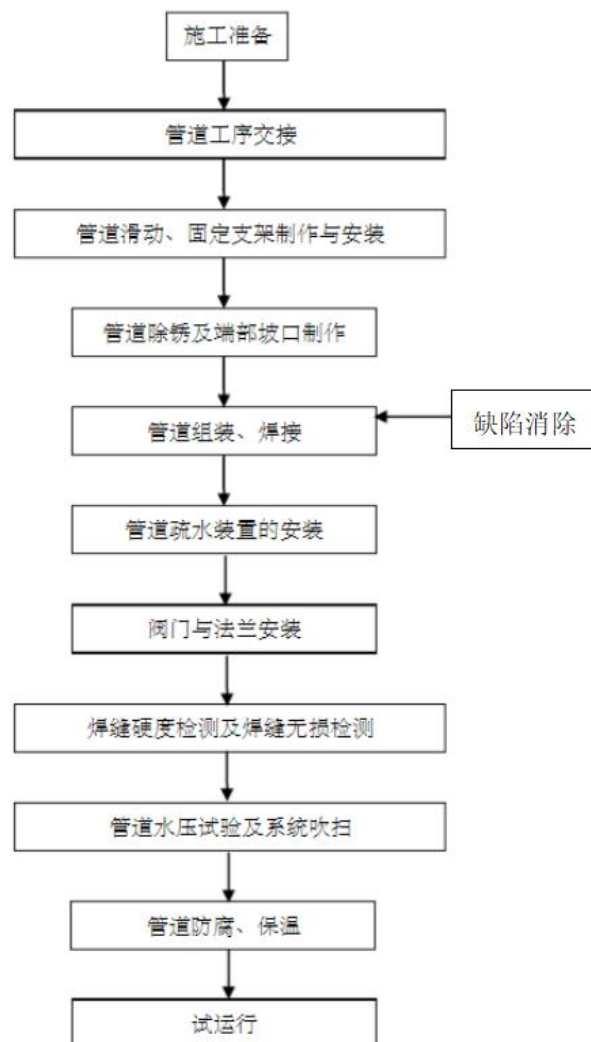 施工准备
管道工序交接
管道滑动、固定支架制作与安装
管道除锈及端部坡口制作
管道组装、焊接
缺陷消除
管道疏水装置的安装
阀门与法兰安装
焊缝硬度检测及焊缝无损检测
管道水压试验及系统吹扫
管道防腐、保温
试运行